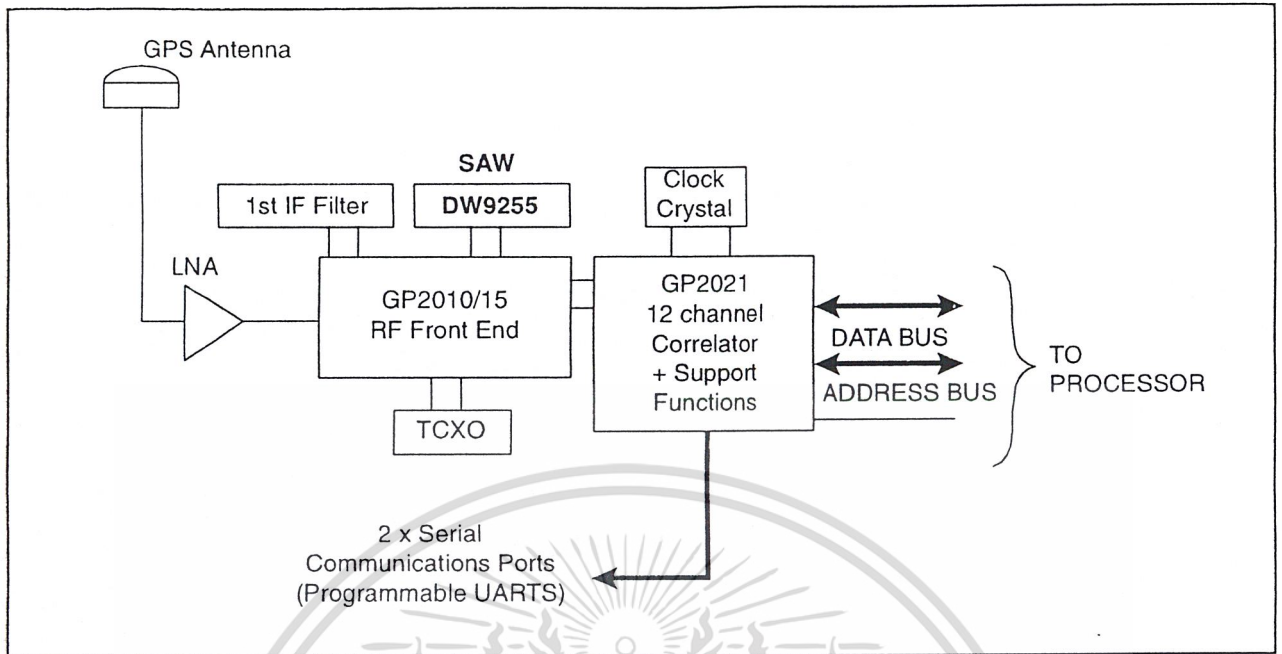 GPS Antenna
SAW
1st IF Filter
DW9255
Clock
Crystal
LNA
GP2010/15
RF Front End
GP2021
12 channel
Correlator
+ Support
Functions
DATA BUS
ADDRESS BUS
TO
PROCESSOR
TCXO
2 x Serial
Communications Ports
(Programmable UARTS)